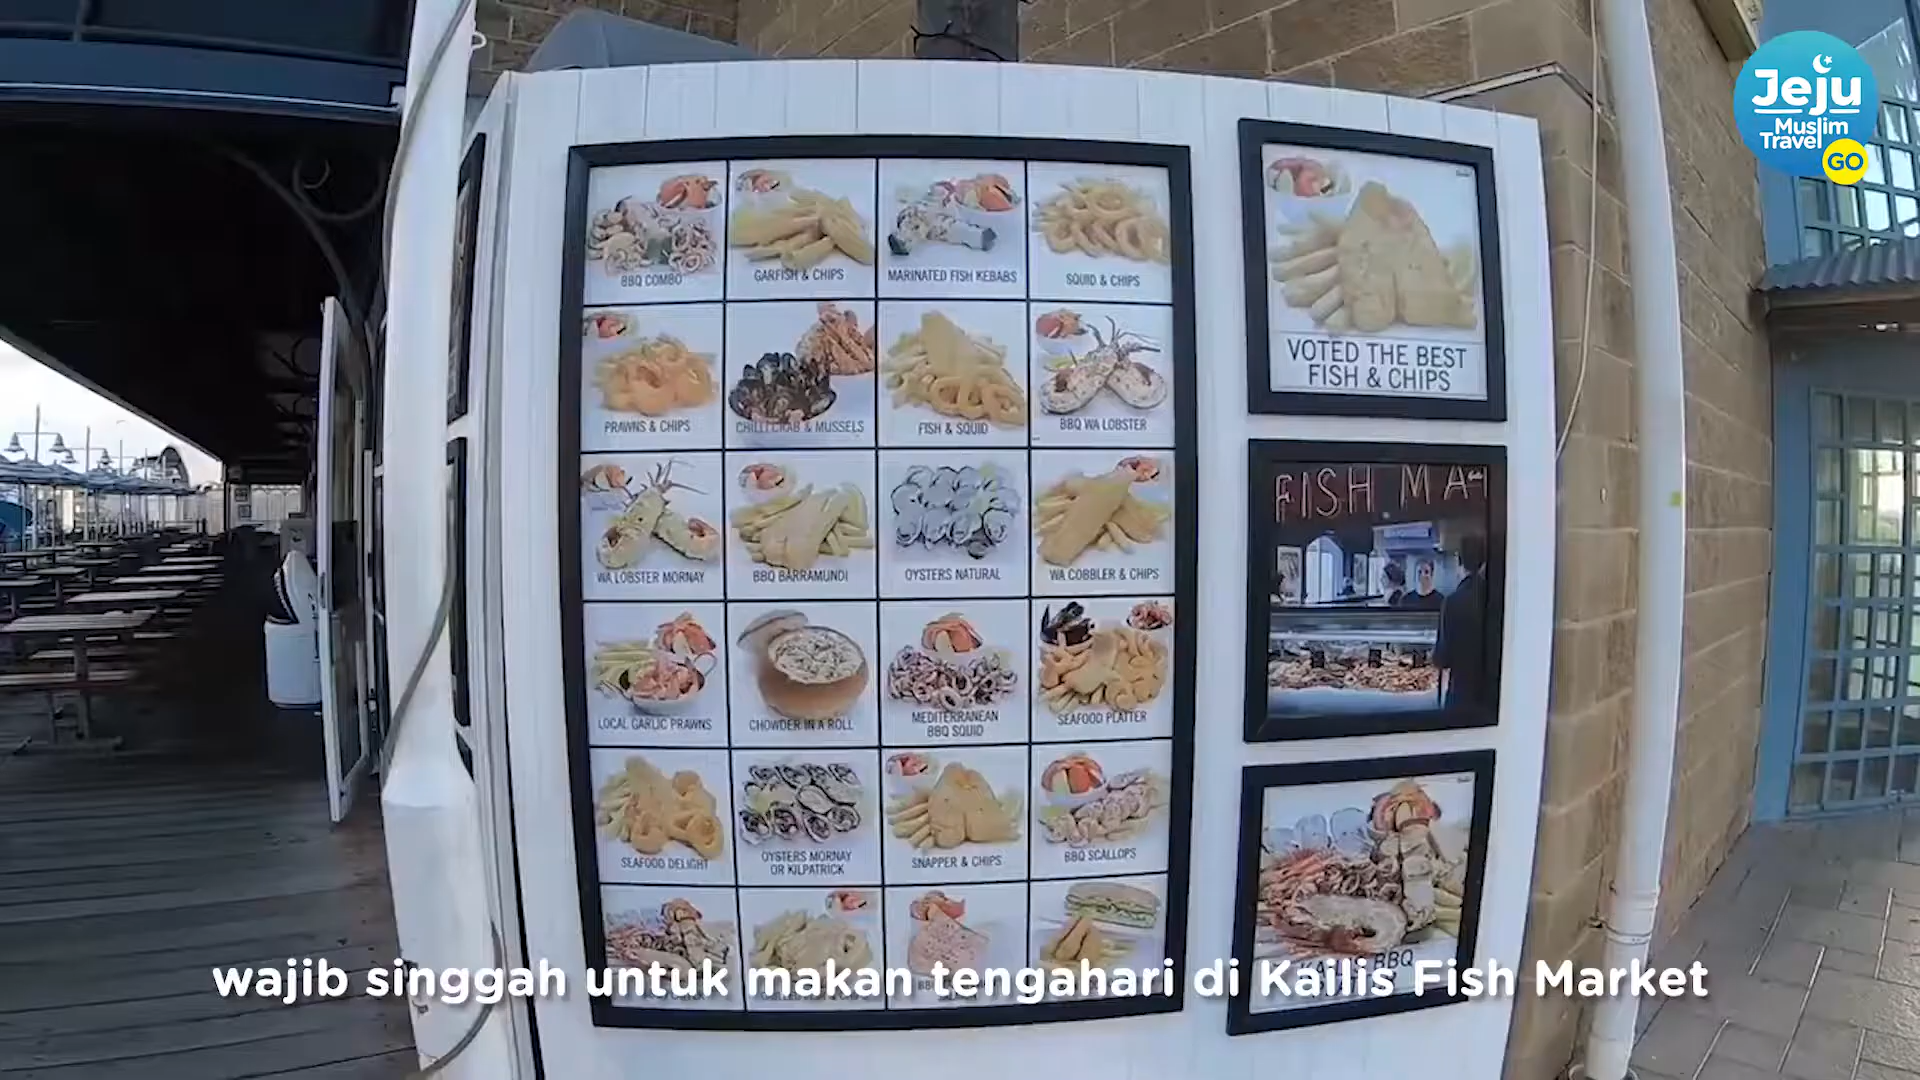 Jeju
Muslim
Travel
GO
BBQ COMBO
GARFISH & CHIPS
MARINATED FISH KEBABS
SQUID & CHIPS
PRAWNS & CHIPS
CHILLI CRAB & MUSSELS
FISH & SQUID
BBQ WA LOBSTER
WA LOBSTER MORNAY
BBQ BARRAMUNDI
OYSTERS NATURAL
WA COBBLER & CHIPS
LOCAL GARLIC PRAWNS
CHOWDER IN A ROLL
MEDITERRANEAN
BBQ SQUID
SEAFOOD PLATTER
SEAFOOD DELIGHT
OYSTERS MORNAY
OR KILPATRICK
SNAPPER & CHIPS
BBQ SCALLOPS
VOTED THE BEST
FISH & CHIPS
FISH MA
BBQ
wajib singgah untuk makan tengahari di Kailis Fish Market